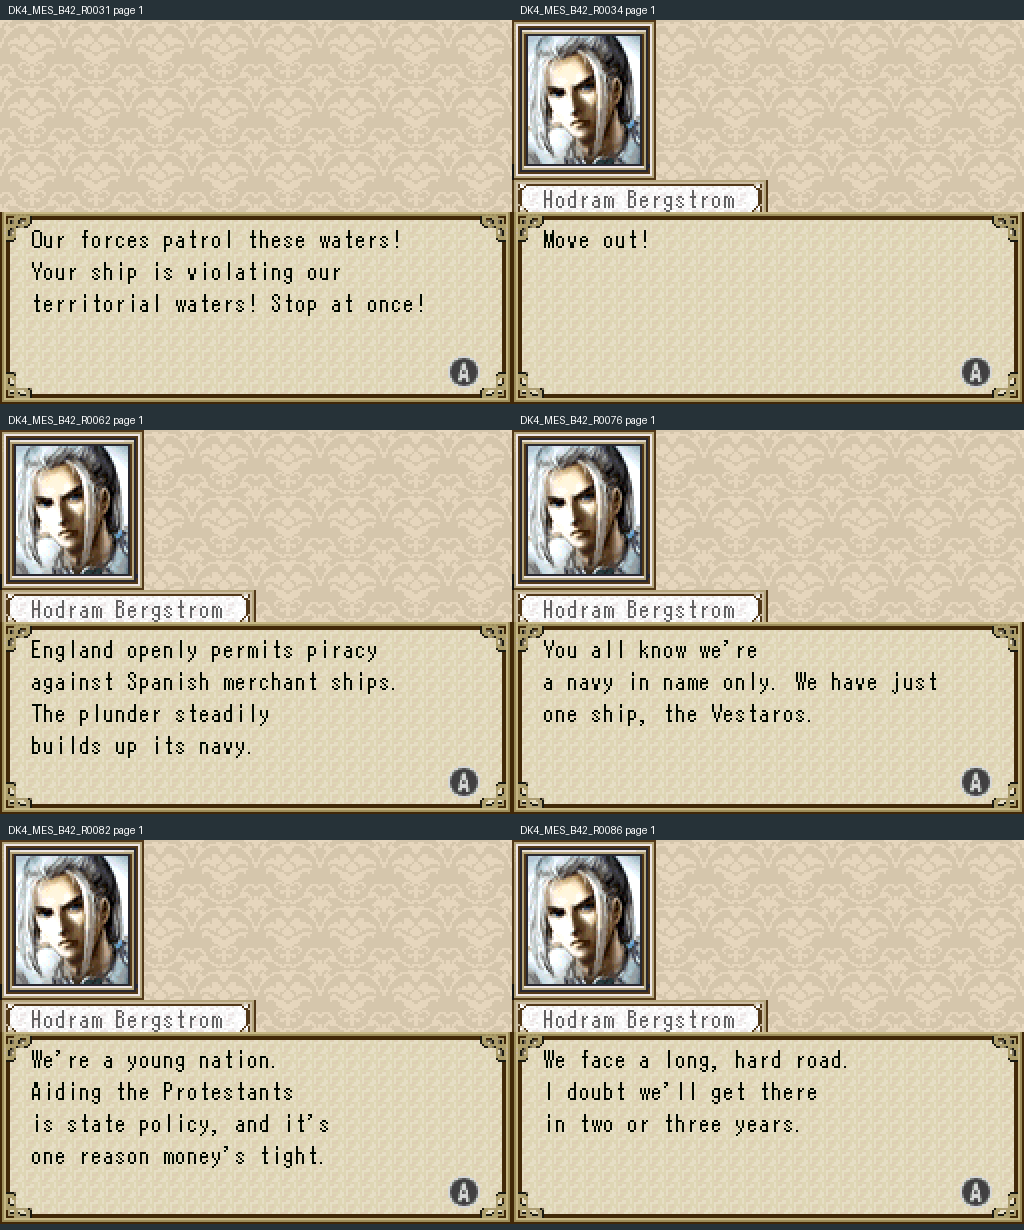 DK4_MES_B42_R0031 page 1
Our forces patrol these waters!
Your ship is violating our
territorial waters! Stop at once!
A
DK4_MES_B42_R0034 page 1
Hodram Bergstrom
Move out!
A
DK4_MES_B42_R0062 page 1
Hodram Bergstrom
England openly permits piracy
against Spanish merchant ships.
The plunder steadily
builds up its navy.
A
DK4_MES_B42_R0076 page 1
Hodram Bergstrom
You all know we're
a navy in name only. We have just
one ship, the Vestaros.
A
DK4_MES_B42_R0082 page 1
Hodram Bergstrom
We're a young nation.
Aiding the Protestants
is state policy, and it's
one reason money's tight.
A
DK4_MES_B42_R0086 page 1
Hodram Bergstrom
We face a long, hard road.
I doubt we'll get there
in two or three years.
A